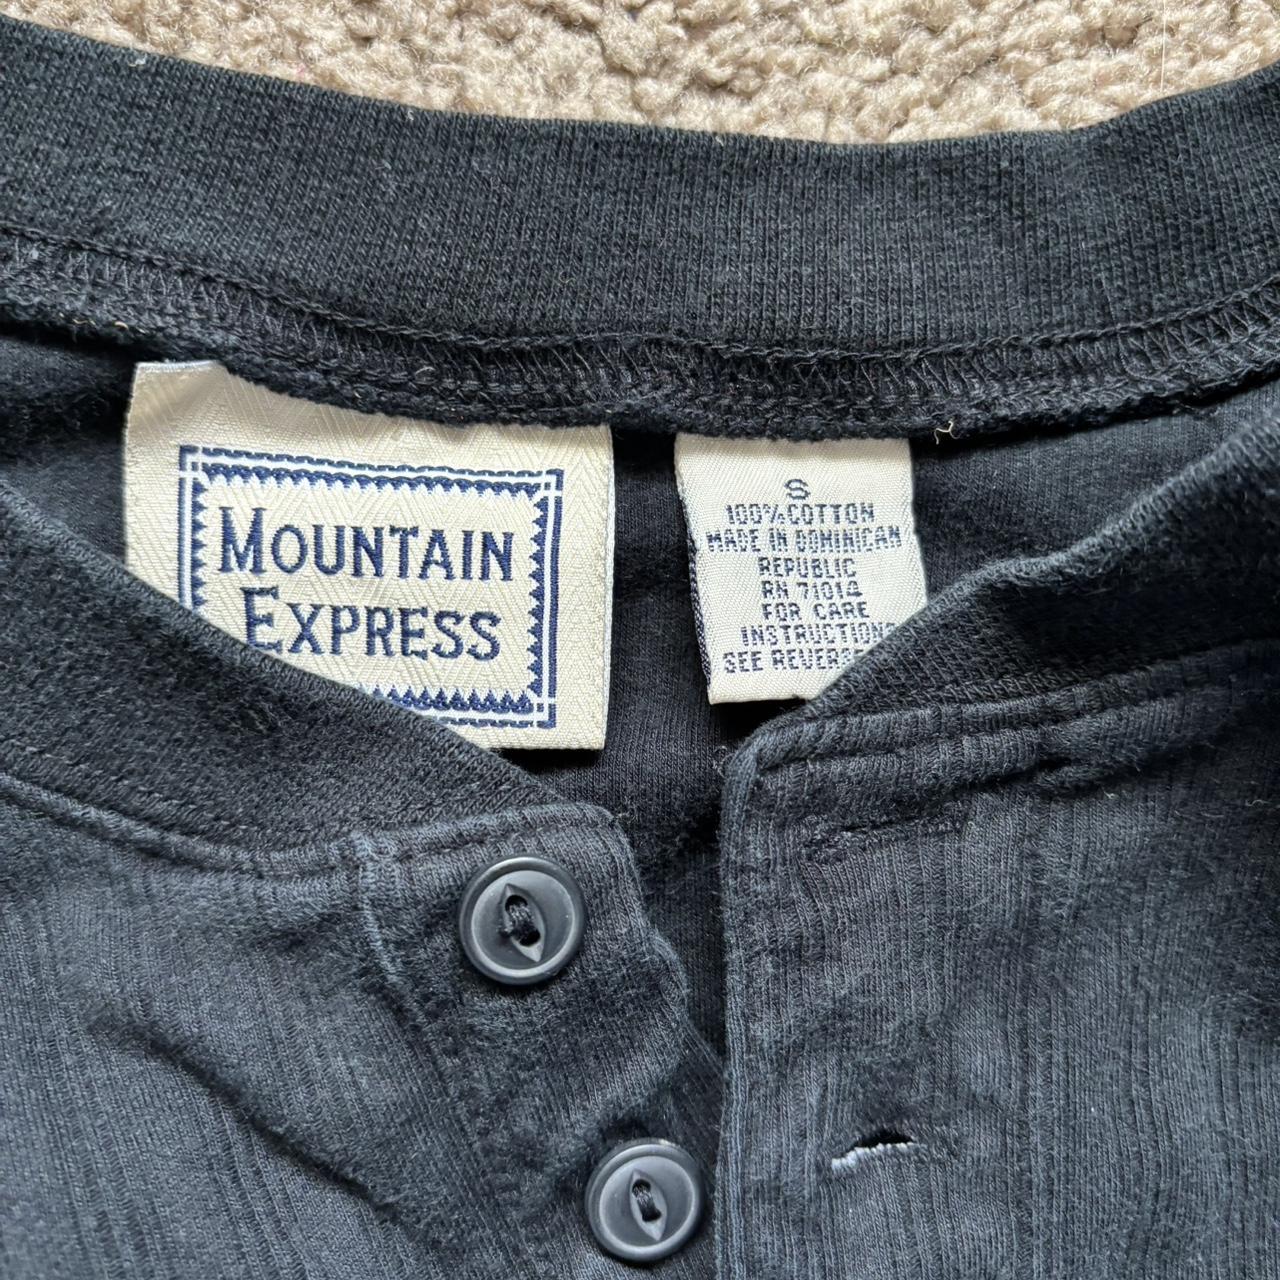 MOUNTAIN
EXPRESS
S
100% COTTON
MADE IN DOMINICAN
REPUBLIC
RN 71014
FOR CARE
INSTRUCTIONS
SEE REVERSE